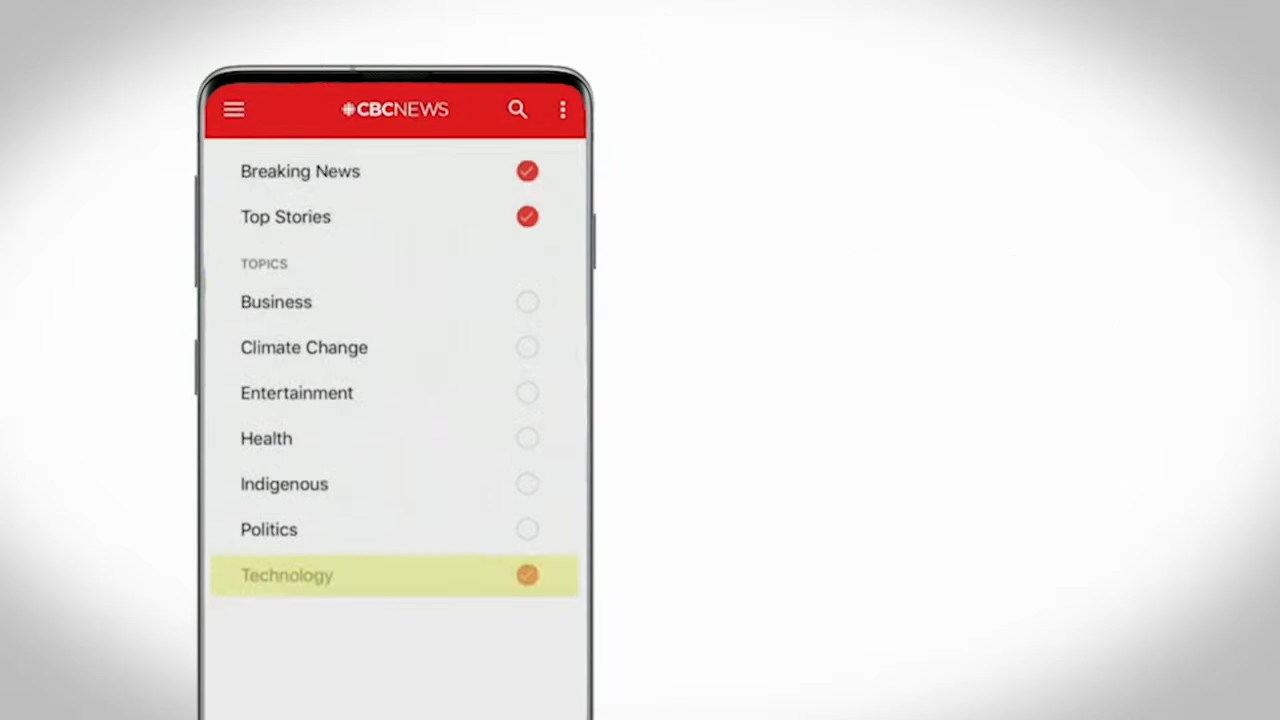 CBCNEWS
Breaking News
Top Stories
TOPICS
Business
Climate Change
Entertainment
Health
Indigenous
Politics
Technology